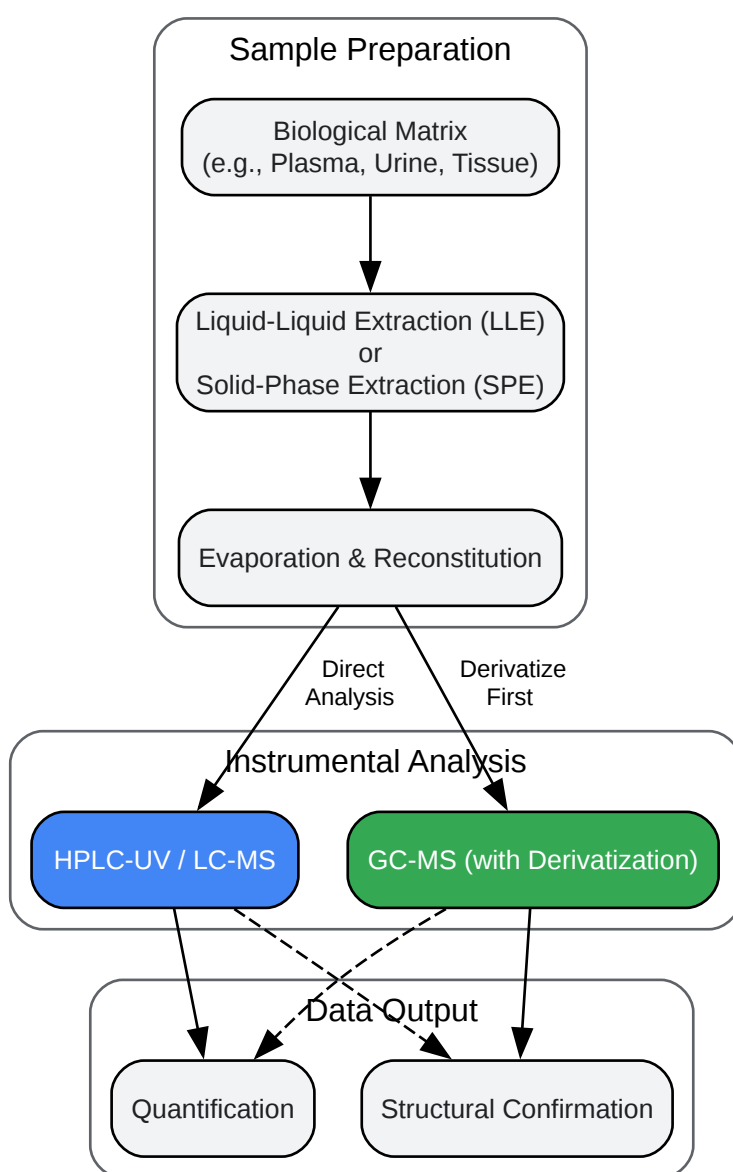 Sample Preparation
Biological Matrix
(e.g., Plasma, Urine, Tissue)
Liquid-Liquid Extraction (LLE)
or
Solid-Phase Extraction (SPE)
Evaporation & Reconstitution
Direct
Analysis
Derivatize
First
Instrumental Analysis
HPLC-UV / LC-MS
GC-MS (with Derivatization)
Data Output
Quantification
Structural Confirmation